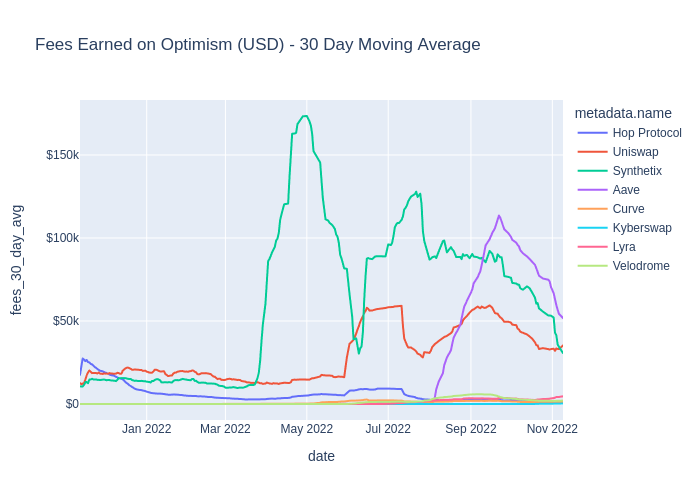 Fees Earned on Optimism (USD) - 30 Day Moving Average
metadata.name
Hop Protocol
Uniswap
Synthetix
Aave
Curve
Kyberswap
Lyra
Velodrome
fees_30_day_avg
$150k
$100k
$50k
$0
Jan 2022
Mar 2022
May 2022
Jul 2022
Sep 2022
Nov 2022
date